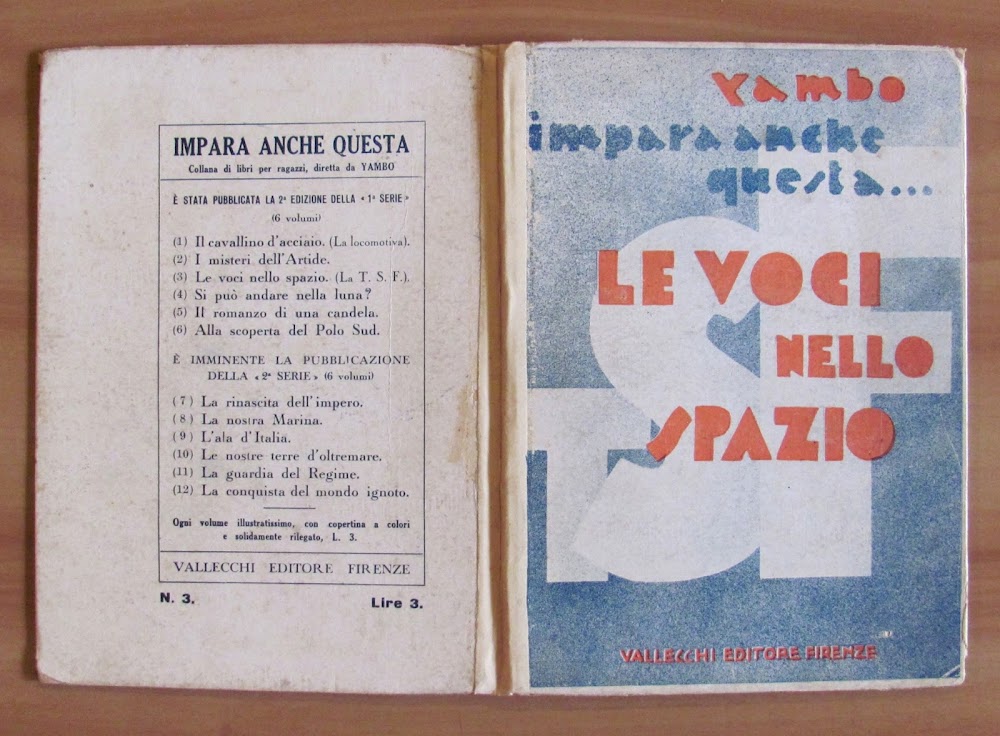 IMPARA ANCHE QUESTA
Collana di libri per ragazzi, diretta da YAMBO
È STATA PUBBLICATA LA 2ª EDIZIONE DELLA « 1ª SERIE »
(6 volumi)
(1) Il cavallino d'acciaio. (La locomotiva).
(2) I misteri dell'Artide.
(3) Le voci nello spazio. (La T. S. F.).
(4) Si può andare nella luna?
(5) Il romanzo di una candela.
(6) Alla scoperta del Polo Sud.
È IMMINENTE LA PUBBLICAZIONE
DELLA « 2ª SERIE » (6 volumi)
(7) La rinascita dell'impero.
(8) La nostra Marina.
(9) L'ala d'Italia.
(10) Le nostre terre d'oltremare.
(11) La guardia del Regime.
(12) La conquista del mondo ignoto.
Ogni volume illustratissimo, con copertina a colori
e solidamente rilegato, L. 3.
VALLECCHI EDITORE FIRENZE
N. 3. Lire 3.
Yambo
impara anche
questa...
TSF
LE VOCI
NELLO
SPAZIO
VALLECCHI EDITORE FIRENZE